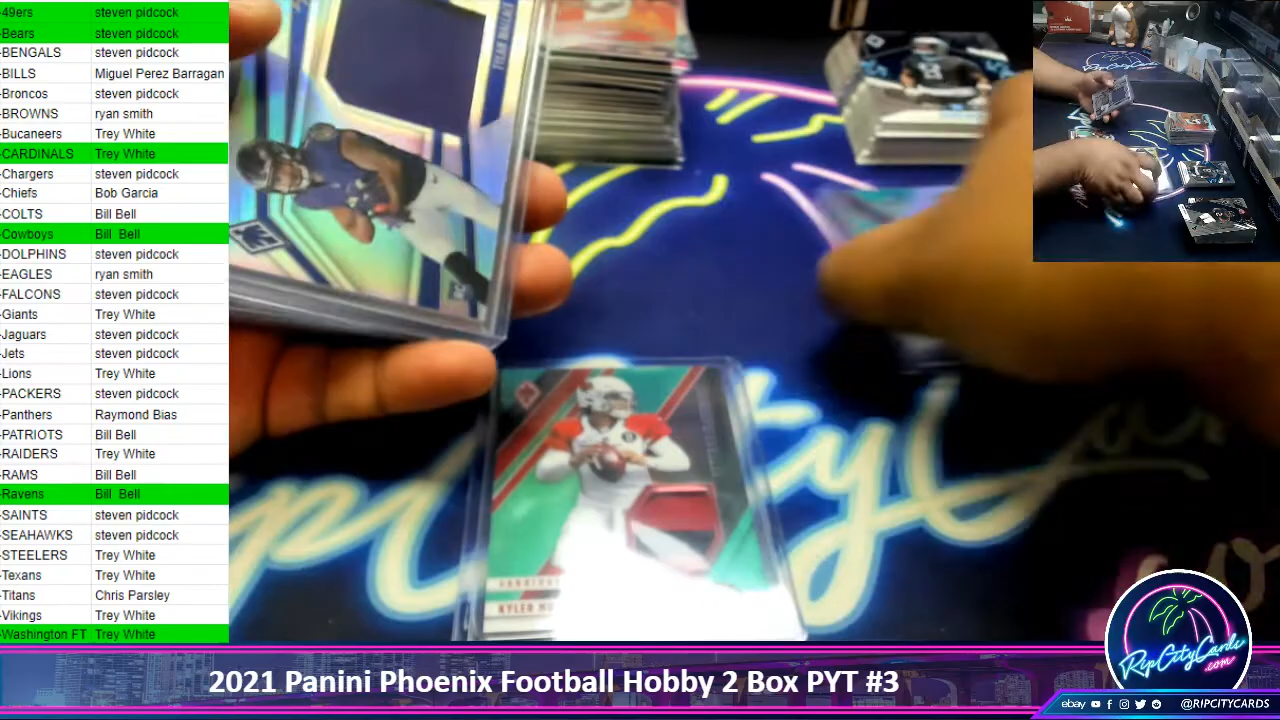 -49ers steven pidcock
-Bears steven pidcock
-BENGALS steven pidcock
-BILLS Miguel Perez Barragan
-Broncos steven pidcock
-BROWNS ryan smith
-Bucaneers Trey White
-CARDINALS Trey White
-Chargers steven pidcock
-Chiefs Bob Garcia
-COLTS Bill Bell
-Cowboys Bill Bell
-DOLPHINS steven pidcock
-EAGLES ryan smith
-FALCONS steven pidcock
-Giants Trey White
-Jaguars steven pidcock
-Jets steven pidcock
-Lions Trey White
-PACKERS steven pidcock
-Panthers Raymond Bias
-PATRIOTS Bill Bell
-RAIDERS Trey White
-RAMS Bill Bell
-Ravens Bill Bell
-SAINTS steven pidcock
-SEAHAWKS steven pidcock
-STEELERS Trey White
-Texans Trey White
-Titans Chris Parsley
-Vikings Trey White
-Washington FT Trey White
TYLAN WALLACE
KYLER
RipCityCards
.com
2021 Panini Phoenix Football Hobby 2 Box PYT #3
ebay @RIPCITYCARDS